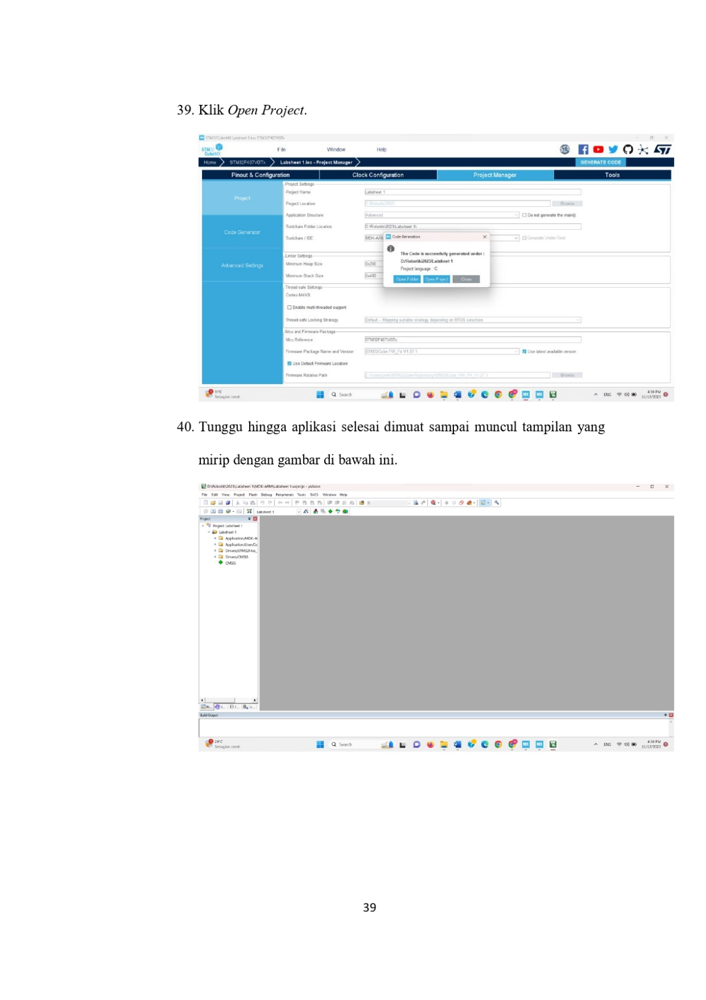 39. Klik Open Project.
STM32CubeMX Labsheet 1.ioc: STM32F407VGTx
STM32
CubeMX
File Window Help
Home STM32F407VGTx Labsheet 1.ioc - Project Manager GENERATE CODE
Pinout & Configuration Clock Configuration Project Manager Tools
Project
Code Generator
Advanced Settings
Project Settings
Project Name Labsheet 1
Project Location D:\Robotik\2023 Browse
Application Structure Advanced Do not generate the main()
Toolchain Folder Location D:\Robotik\2023\Labsheet 1\
Toolchain / IDE MDK-ARM Generate Under Root
Code Generation
The Code is successfully generated under :
D:/Robotik/2023/Labsheet 1
Project language : C
Open Folder Open Project Close
Linker Settings
Minimum Heap Size 0x200
Minimum Stack Size 0x400
Thread-safe Settings
Cortex-M4NS
Enable multi-threaded support
Thread-safe Locking Strategy Default – Mapping suitable strategy depending on RTOS selection.
Mcu and Firmware Package
Mcu Reference STM32F407VGTx
Firmware Package Name and Version STM32Cube FW_F4 V1.27.1 Use latest available version
Use Default Firmware Location
Firmware Relative Path Browse
31°C
Sebagian cerah
Search
ENG
4:30 PM
11/12/2023
40. Tunggu hingga aplikasi selesai dimuat sampai muncul tampilan yang
mirip dengan gambar di bawah ini.
D:\Robotik\2023\Labsheet 1\MDK-ARM\Labsheet 1.uvprojx - µVision
File Edit View Project Flash Debug Peripherals Tools SVCS Window Help
Labsheet 1
Project
Project: Labsheet 1
Labsheet 1
Application/MDK-A
Application/User/Co
Drivers/STM32F4xx_
Drivers/CMSIS
CMSIS
Build Output
29°C
Sebagian cerah
Search
ENG
4:30 PM
11/12/2023
39